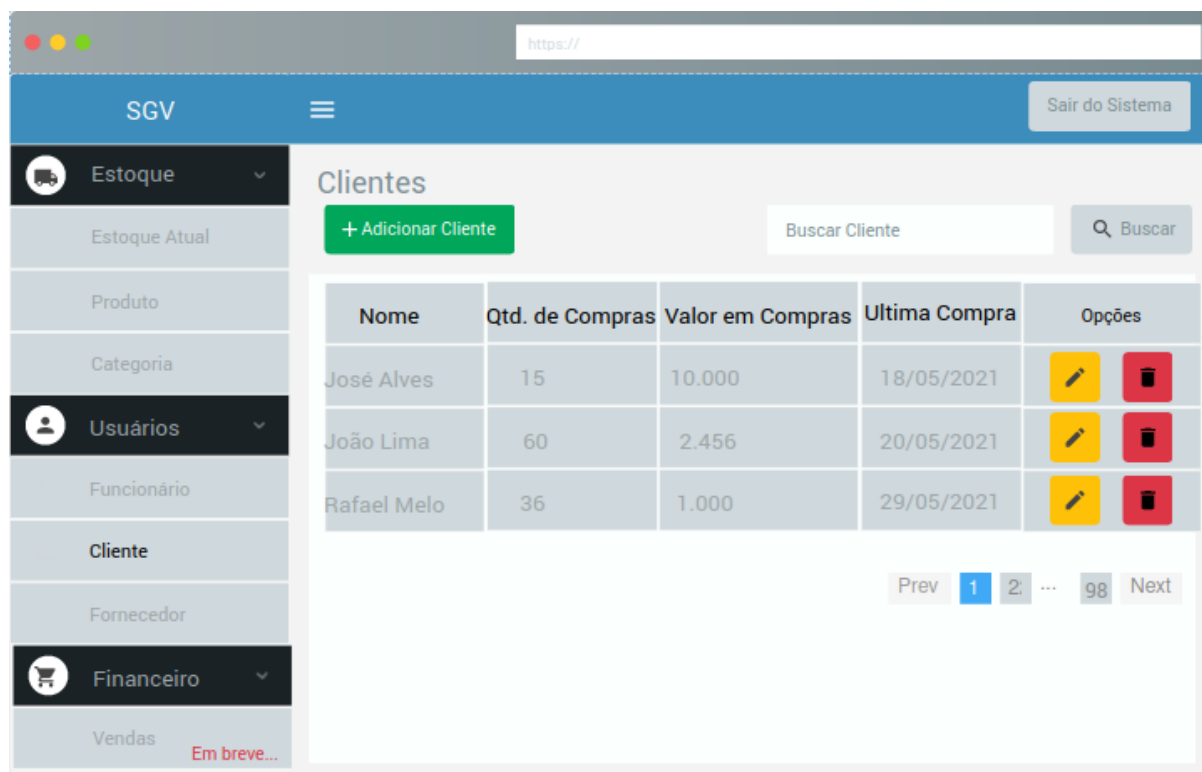 https://
SGV
Sair do Sistema
Estoque
Estoque Atual
Produto
Categoria
Usuários
Funcionário
Cliente
Fornecedor
Financeiro
Vendas
Em breve...
Clientes
+ Adicionar Cliente
Buscar Cliente
Buscar
Nome Qtd. de Compras Valor em Compras Ultima Compra Opções
José Alves 15 10.000 18/05/2021
João Lima 60 2.456 20/05/2021
Rafael Melo 36 1.000 29/05/2021
Prev 1 2 ... 98 Next